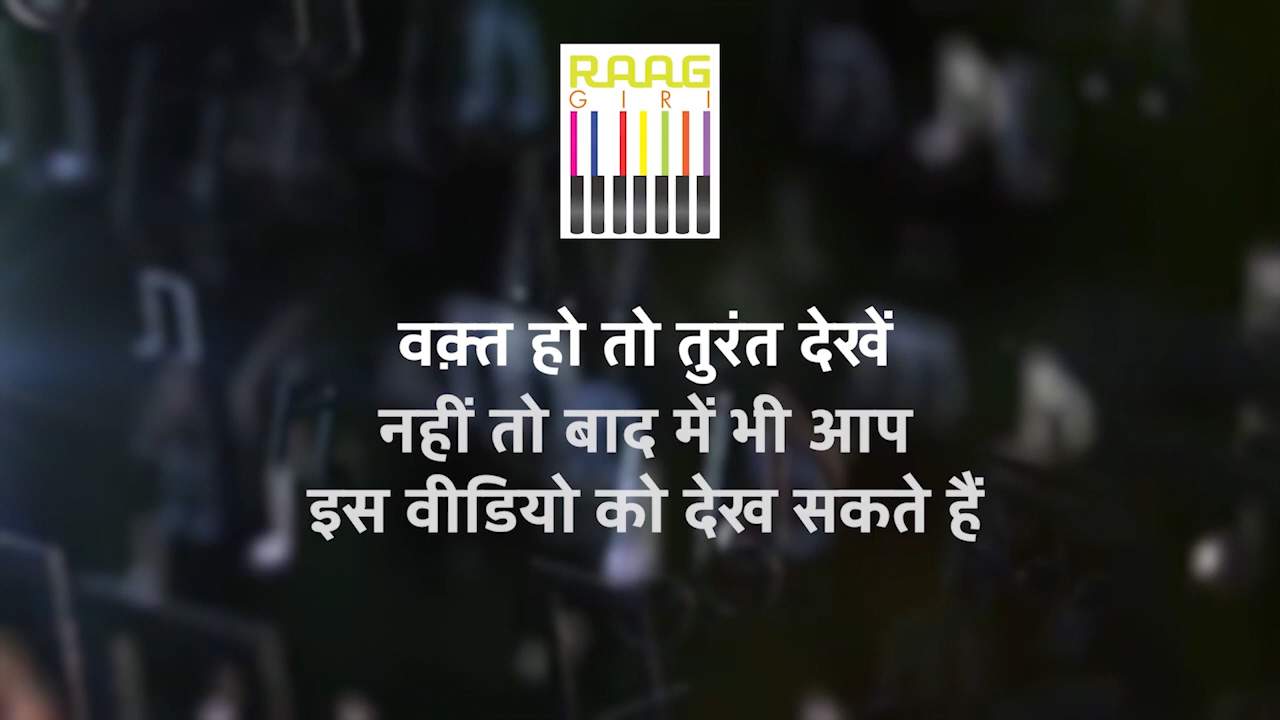 RAAG
GIRI
वक़्त हो तो तुरंत देखें
नहीं तो बाद में भी आप
इस वीडियो को देख सकते हैं